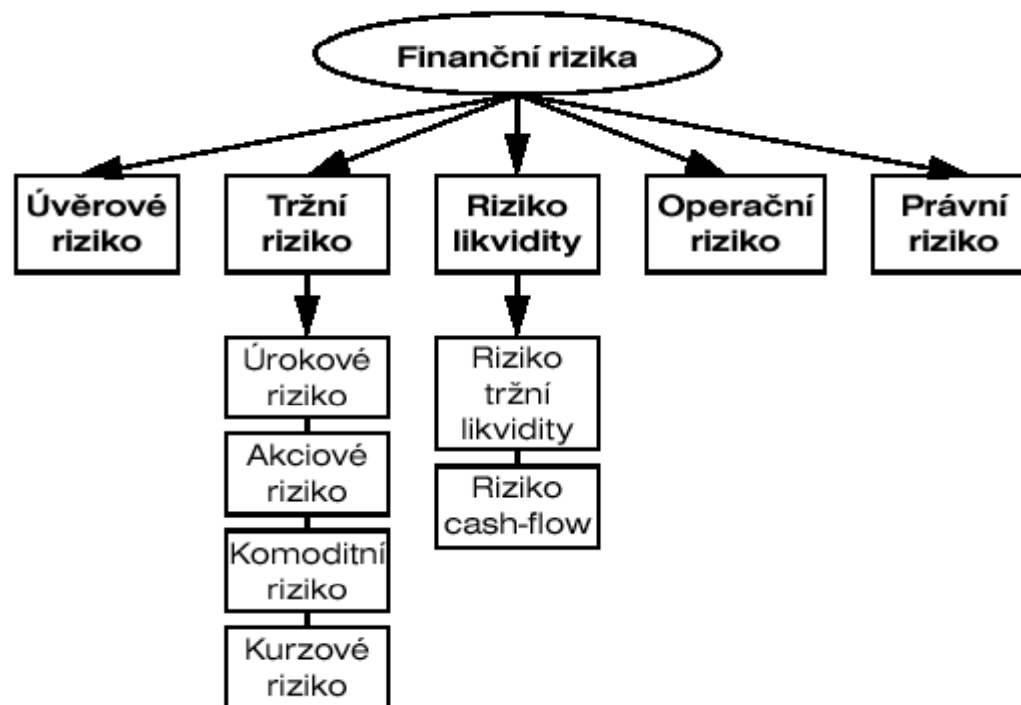 Finanční rizika
Úvěrové
riziko
Tržní
riziko
Riziko
likvidity
Operační
riziko
Právní
riziko
Úrokové
riziko
Akciové
riziko
Komoditní
riziko
Kurzové
riziko
Riziko
tržní
likvidity
Riziko
cash-flow